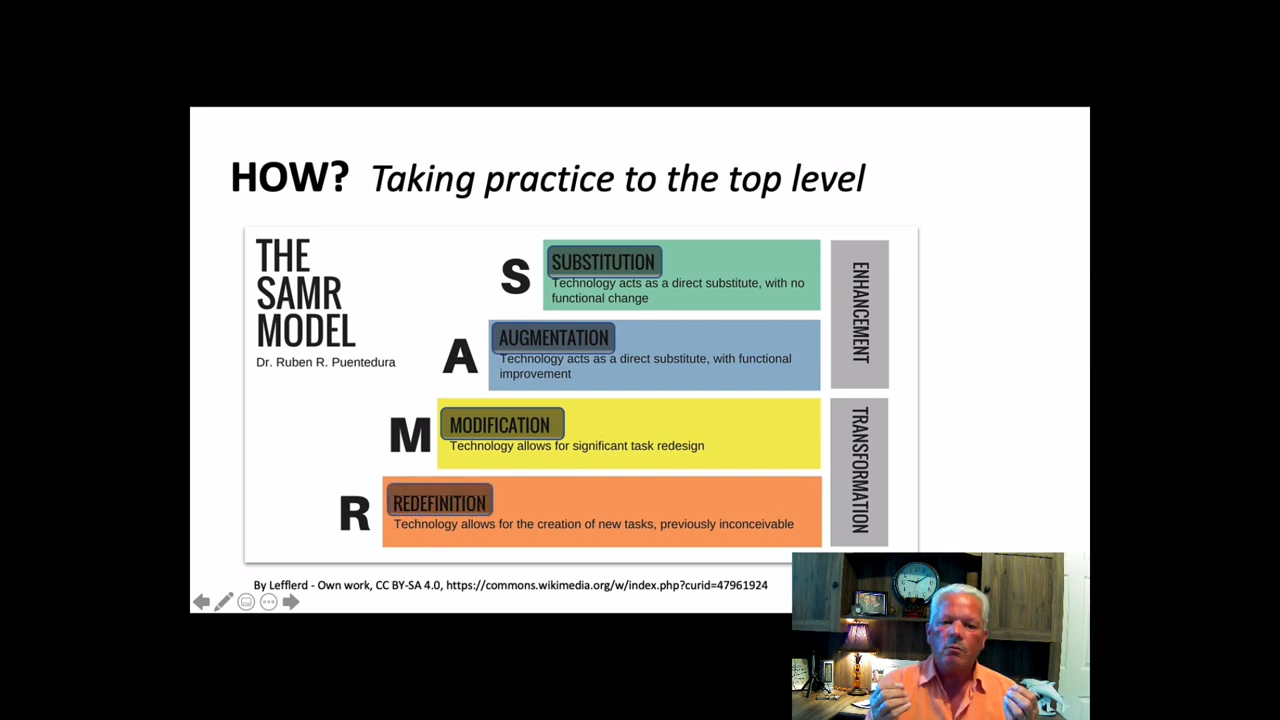 HOW? Taking practice to the top level
THE
SAMR
MODEL
Dr. Ruben R. Puentedura
S
SUBSTITUTION
Technology acts as a direct substitute, with no
functional change
A
AUGMENTATION
Technology acts as a direct substitute, with functional
improvement
ENHANCEMENT
M
MODIFICATION
Technology allows for significant task redesign
R
REDEFINITION
Technology allows for the creation of new tasks, previously inconceivable
TRANSFORMATION
By Lefflerd - Own work, CC BY-SA 4.0, https://commons.wikimedia.org/w/index.php?curid=47961924